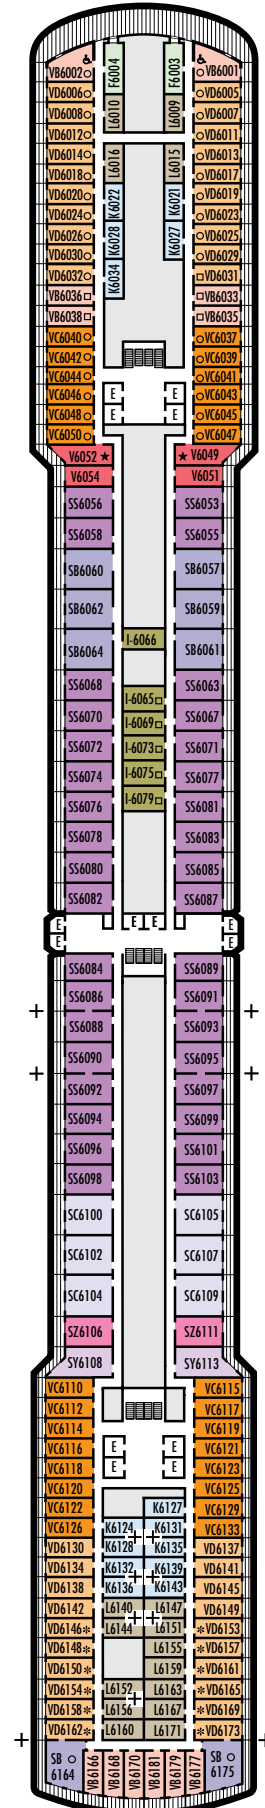 VB6002 F6004 F6003 VB6001
VD6006 L6010 L6009 VD6005
VD6008 VD6007
VD6012 VD6011
VD6014 L6016 L6015 VD6013
VD6018 VD6017
VD6020 K6022 K6021 VD6019
VD6024 VD6023
VD6026 K6028 K6027 VD6025
VD6030 VD6029
VD6032 K6034 VD6031
VB6036 VB6033
VB6038 VB6035
VC6040 VC6037
VC6042 VC6039
VC6044 VC6041
VC6046 E E VC6043
VC6048 E E VC6045
VC6050 VC6047
V6052 ★ ★ V6049
V6054 V6051
SS6056 SS6053
SS6058 SS6055
SB6060 SB6057
SB6062 SB6059
SB6064 I-6066 SB6061
SS6068 I-6065 SS6063
SS6070 I-6069 SS6067
SS6072 I-6073 SS6071
SS6074 I-6075 SS6077
SS6076 I-6079 SS6081
SS6078 SS6083
SS6080 SS6085
SS6082 SS6087
E E E E
E E
SS6084 SS6089
SS6086 SS6091
SS6088 SS6093
SS6090 SS6095
SS6092 SS6097
SS6094 SS6099
SS6096 SS6101
SS6098 SS6103
SC6100 SC6105
SC6102 SC6107
SC6104 SC6109
SZ6106 SZ6111
SY6108 SY6113
VC6110 VC6115
VC6112 VC6117
VC6114 VC6119
VC6116 E E VC6121
VC6118 E E VC6123
VC6120 VC6125
VC6122 K6127 VC6129
VC6126 K6124 K6131 VC6133
VD6130 K6128 K6135 VD6137
VD6134 K6132 K6139 VD6141
VD6138 K6136 K6143 VD6145
VD6142 L6140 L6147 VD6149
VD6146* L6144 L6151 *VD6153
VD6148* L6155 *VD6157
VD6150* L6159 *VD6161
VD6154* L6152 L6163 *VD6165
VD6158* L6156 L6167 *VD6169
VD6162* L6160 L6171 *VD6173
SB 6164 VB6166 VB6168 VB6170 VB6181 VB6179 VB6177 SB 6175